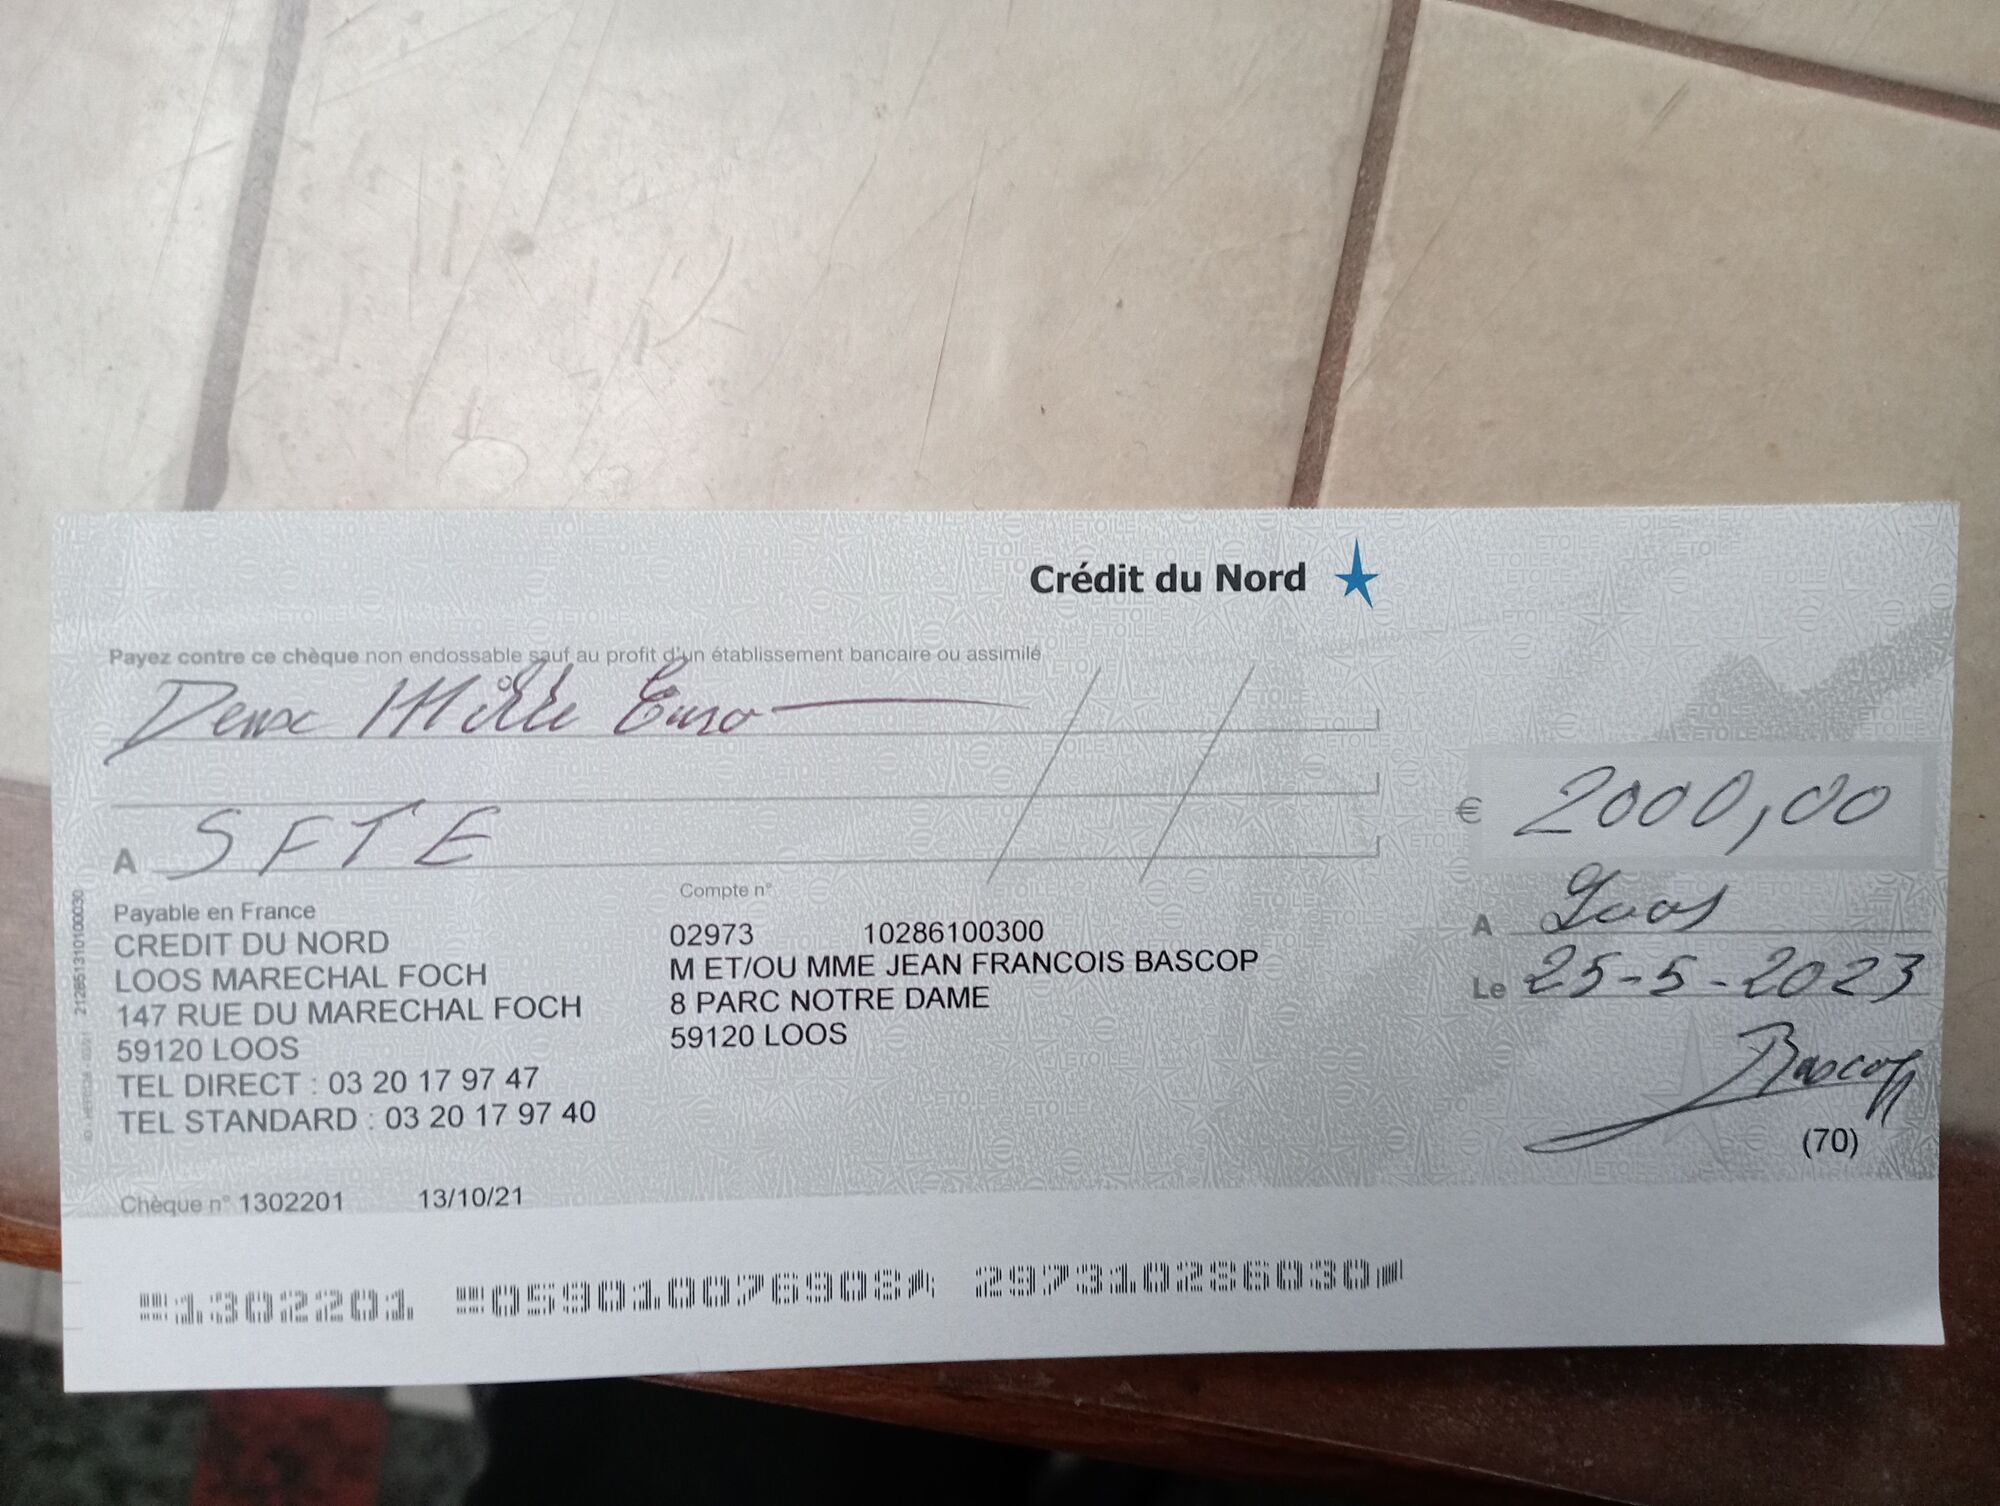 Crédit du Nord
Payez contre ce chèque non endossable sauf au profit d'un établissement bancaire ou assimilé
Deux Mille Euro
€ 2000,00
A SFTE
A Loos
Le 25-5-2023
Bascop
(70)
Payable en France
CREDIT DU NORD
LOOS MARECHAL FOCH
147 RUE DU MARECHAL FOCH
59120 LOOS
TEL DIRECT : 03 20 17 97 47
TEL STANDARD : 03 20 17 97 40
Compte n°
02973 10286100300
M ET/OU MME JEAN FRANCOIS BASCOP
8 PARC NOTRE DAME
59120 LOOS
Chèque n° 1302201 13/10/21
1302201 059010076908 297310286030